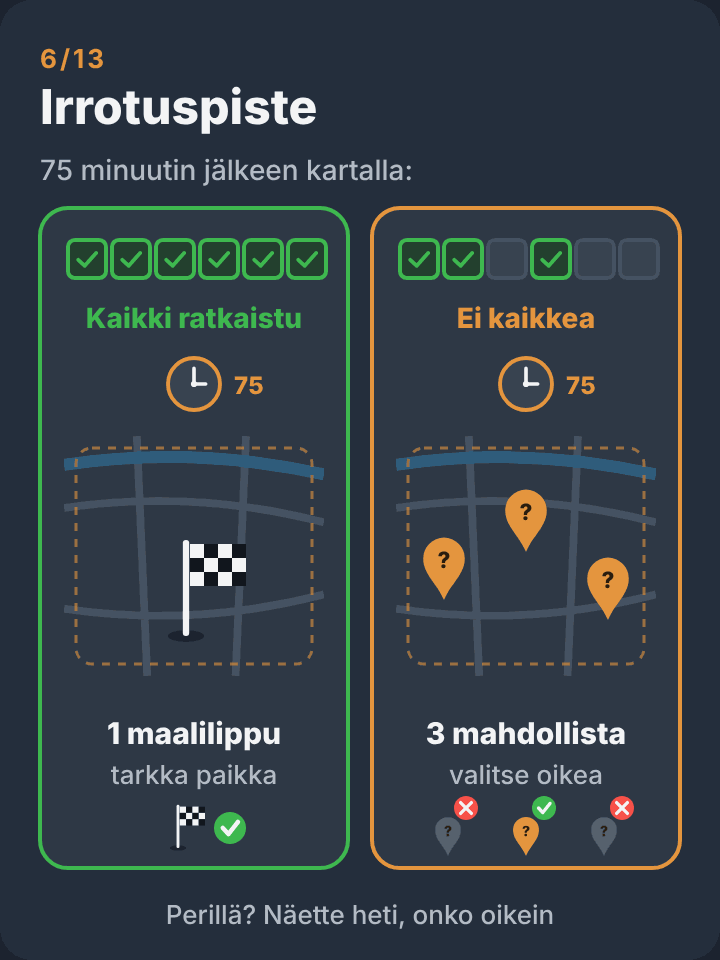 6/13
Irrotuspiste
75 minuutin jälkeen kartalla:
Kaikki ratkaistu
75
1 maalilippu
tarkka paikka
Ei kaikkea
75
?
?
?
3 mahdollista
valitse oikea
?
?
?
Perillä? Näette heti, onko oikein